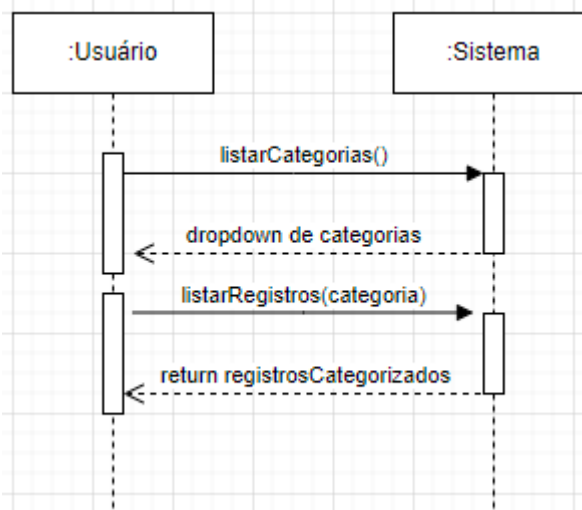 :Usuário
:Sistema
listarCategorias()
dropdown de categorias
listarRegistros(categoria)
return registrosCategorizados